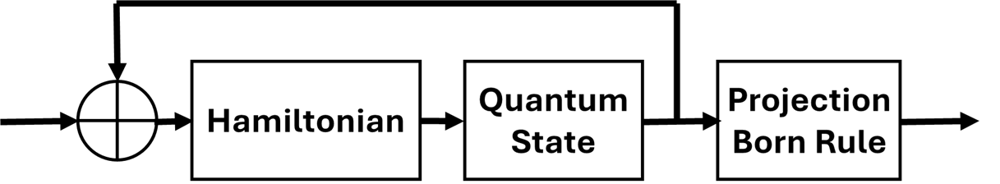 Hamiltonian
Quantum
State
Projection
Born Rule